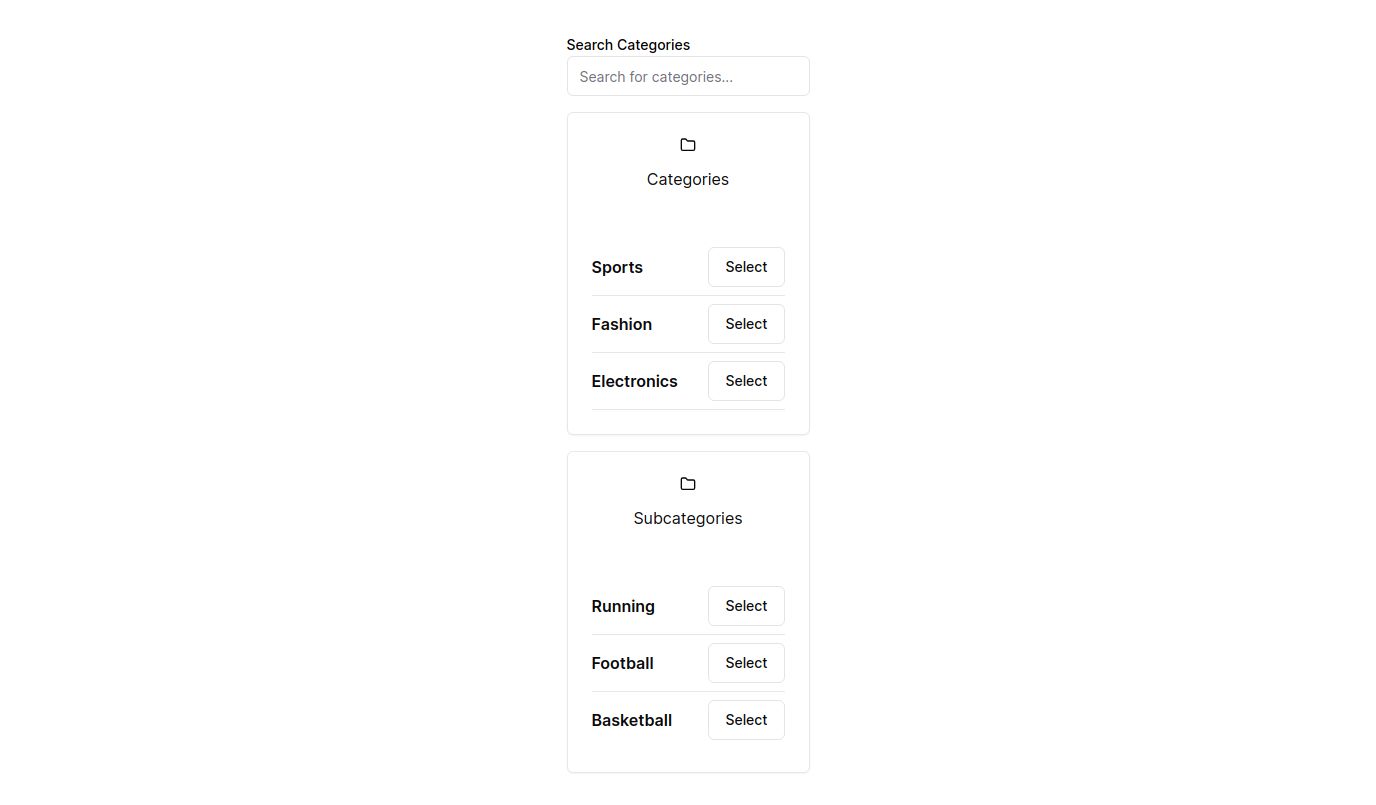 Search Categories
Search for categories...
Categories
Sports Select
Fashion Select
Electronics Select
Subcategories
Running Select
Football Select
Basketball Select